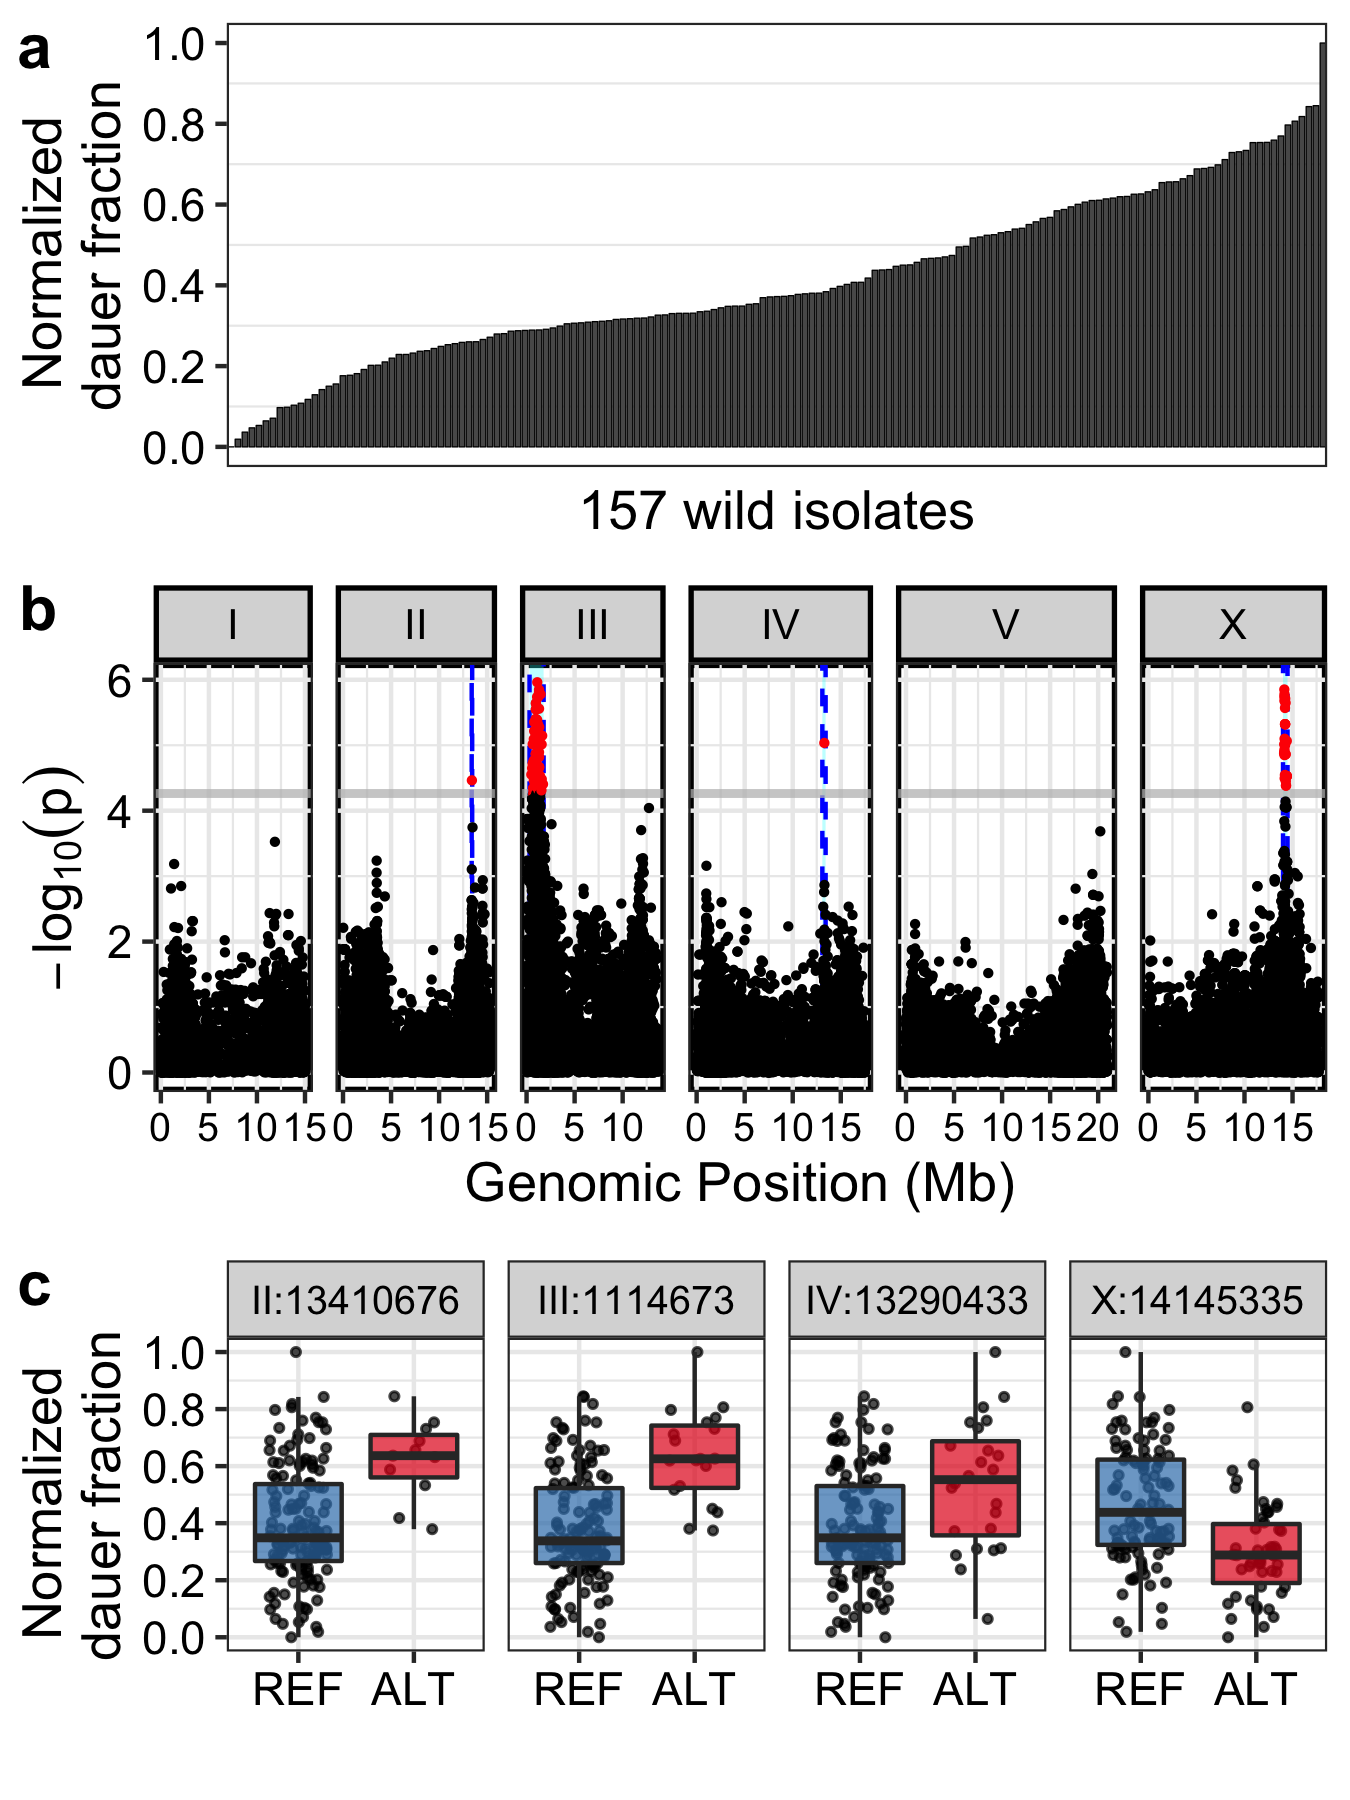 a
Normalized
dauer fraction
1.0
0.8
0.6
0.4
0.2
0.0
157 wild isolates
b
I II III IV V X
−log10(p)
6
4
2
0
0 5 10 15 0 5 10 15 0 5 10 0 5 10 15 0 5 10 15 20 0 5 10 15
Genomic Position (Mb)
c
II:13410676 III:1114673 IV:13290433 X:14145335
Normalized
dauer fraction
1.0
0.8
0.6
0.4
0.2
0.0
REF ALT REF ALT REF ALT REF ALT